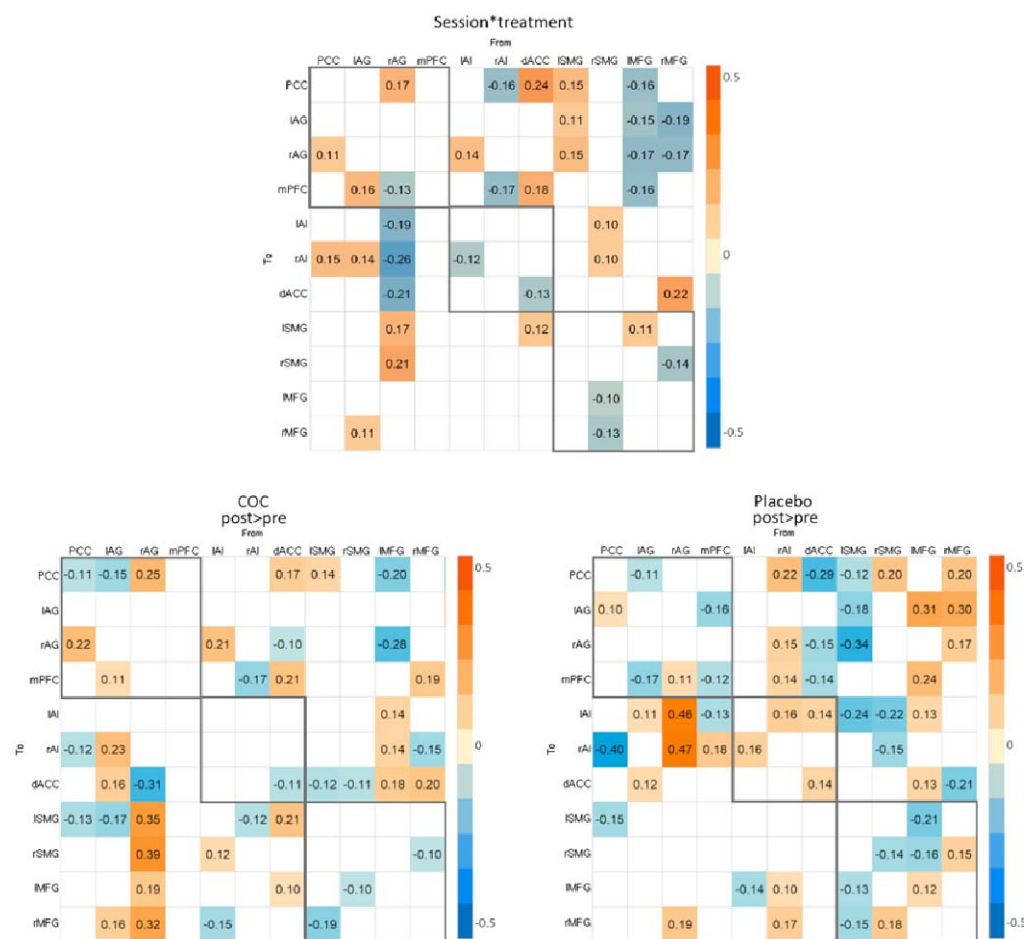 Session*treatment
From
PCC lAG rAG mPFC lAI rAI dACC lSMG rSMG lMFG rMFG
0.5
PCC 0.17 -0.16 0.24 0.15 -0.16
lAG 0.11 -0.15 -0.19
rAG 0.11 0.14 0.15 -0.17 -0.17
mPFC 0.16 -0.13 -0.17 0.18 -0.16
lAI -0.19 0.10
To rAI 0.15 0.14 -0.26 -0.12 0.10 0
dACC -0.21 -0.13 0.22
lSMG 0.17 0.12 0.11
rSMG 0.21 -0.14
lMFG -0.10
rMFG 0.11 -0.13 -0.5
COC
post>pre
From
PCC lAG rAG mPFC lAI rAI dACC lSMG rSMG lMFG rMFG
PCC -0.11 -0.15 0.25 0.17 0.14 -0.20 0.5
lAG
rAG 0.22 0.21 -0.10 -0.28
mPFC 0.11 -0.17 0.21 0.19
lAI 0.14
To rAI -0.12 0.23 0.14 -0.15 0
dACC 0.16 -0.31 -0.11 -0.12 -0.11 0.18 0.20
lSMG -0.13 -0.17 0.35 -0.12 0.21
rSMG 0.39 0.12 -0.10
lMFG 0.19 0.10 -0.10
rMFG 0.16 0.32 -0.15 -0.19 -0.5
Placebo
post>pre
From
PCC lAG rAG mPFC lAI rAI dACC lSMG rSMG lMFG rMFG
PCC -0.11 0.22 -0.29 -0.12 0.20 0.20 0.5
lAG 0.10 -0.16 -0.18 0.31 0.30
rAG 0.15 -0.15 -0.34 0.17
mPFC -0.17 0.11 -0.12 0.14 -0.14 0.24
lAI 0.11 0.46 -0.13 0.16 0.14 -0.24 -0.22 0.13
To rAI -0.40 0.47 0.18 0.16 -0.15 0
dACC 0.12 0.14 0.13 -0.21
lSMG -0.15 -0.21
rSMG -0.14 -0.16 0.15
lMFG -0.14 0.10 -0.13 0.12
rMFG 0.19 0.17 -0.15 0.18 -0.5